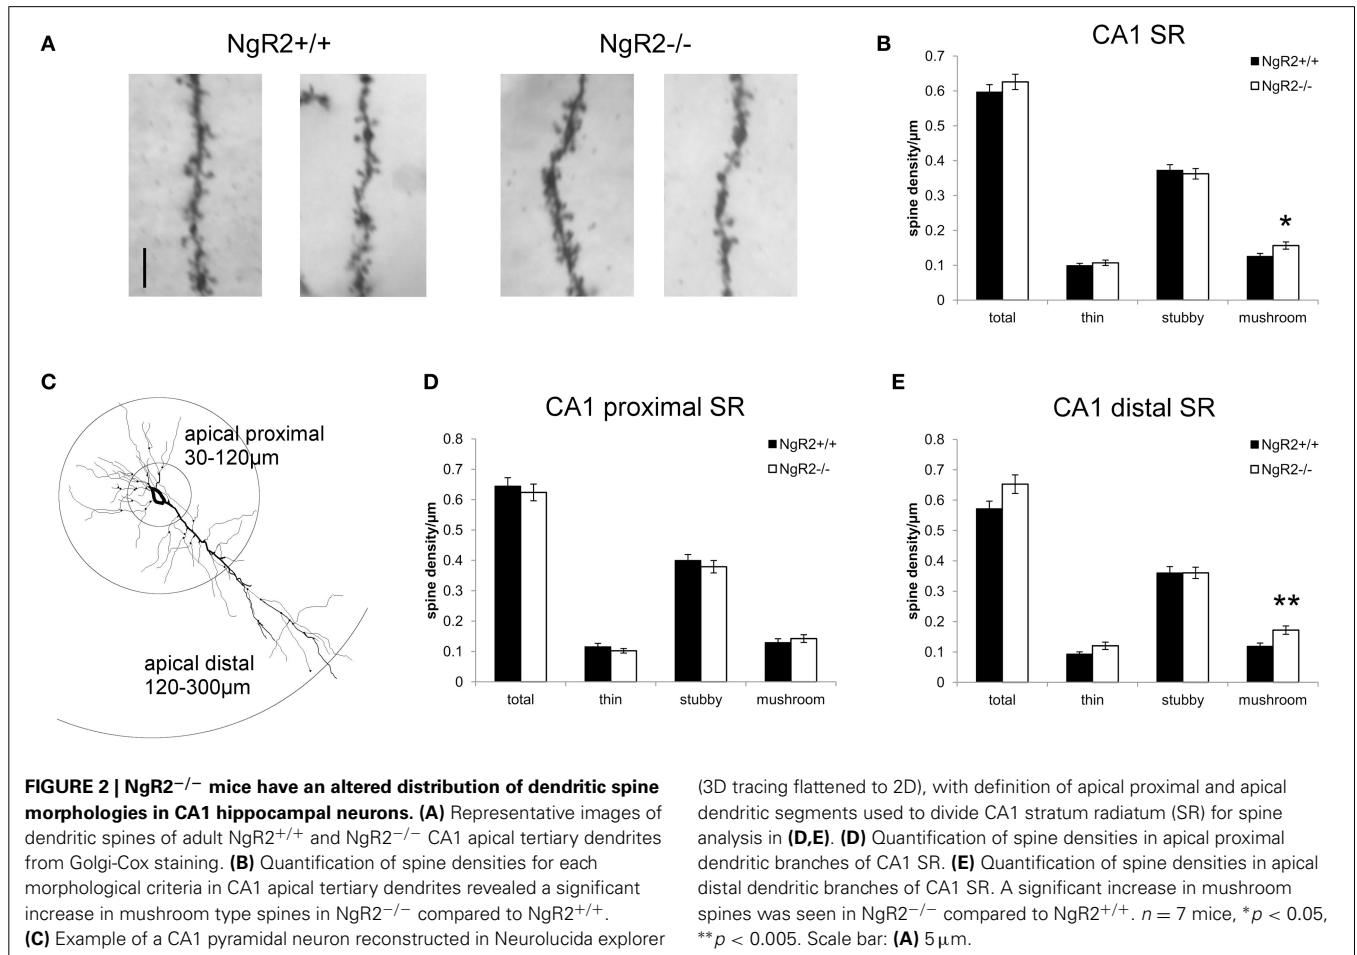 A
NgR2+/+
NgR2-/-
B
CA1 SR
NgR2+/+
NgR2-/-
spine density/µm
0.7
0.6
0.5
0.4
0.3
0.2
0.1
0
*
total thin stubby mushroom
C
apical proximal
30-120µm
apical distal
120-300µm
D
CA1 proximal SR
NgR2+/+
NgR2-/-
spine density/µm
0.8
0.7
0.6
0.5
0.4
0.3
0.2
0.1
0
total thin stubby mushroom
E
CA1 distal SR
NgR2+/+
NgR2-/-
spine density/µm
0.8
0.7
0.6
0.5
0.4
0.3
0.2
0.1
0
**
total thin stubby mushroom
FIGURE 2 | NgR2−/− mice have an altered distribution of dendritic spine
morphologies in CA1 hippocampal neurons. (A) Representative images of
dendritic spines of adult NgR2+/+ and NgR2−/− CA1 apical tertiary dendrites
from Golgi-Cox staining. (B) Quantification of spine densities for each
morphological criteria in CA1 apical tertiary dendrites revealed a significant
increase in mushroom type spines in NgR2−/− compared to NgR2+/+.
(C) Example of a CA1 pyramidal neuron reconstructed in Neurolucida explorer
(3D tracing flattened to 2D), with definition of apical proximal and apical
dendritic segments used to divide CA1 stratum radiatum (SR) for spine
analysis in (D,E). (D) Quantification of spine densities in apical proximal
dendritic branches of CA1 SR. (E) Quantification of spine densities in apical
distal dendritic branches of CA1 SR. A significant increase in mushroom
spines was seen in NgR2−/− compared to NgR2+/+. n = 7 mice, *p < 0.05,
**p < 0.005. Scale bar: (A) 5 µm.